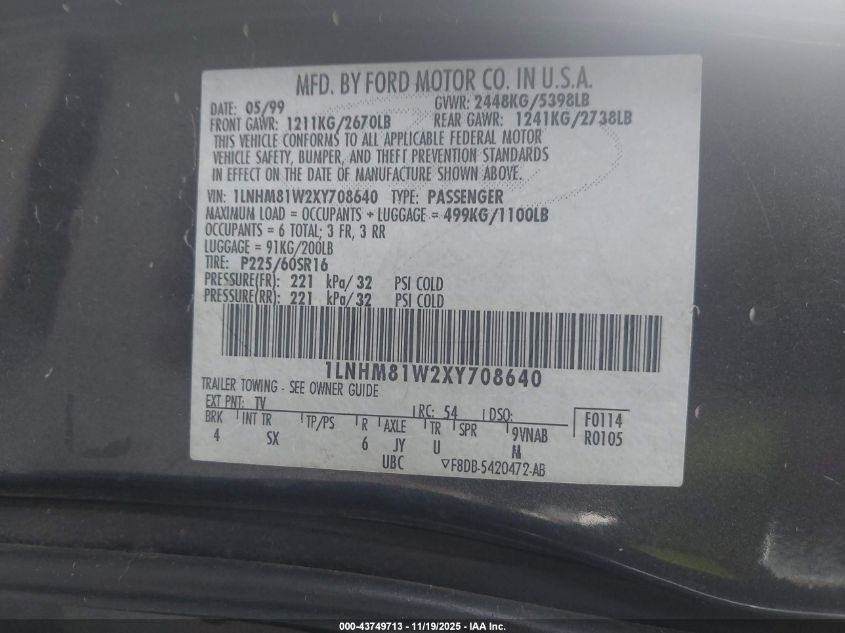 MFD. BY FORD MOTOR CO. IN U.S.A.
DATE: 05/99 GVWR: 2448KG/5398LB
FRONT GAWR: 1211KG/2670LB REAR GAWR: 1241KG/2738LB
THIS VEHICLE CONFORMS TO ALL APPLICABLE FEDERAL MOTOR
VEHICLE SAFETY, BUMPER, AND THEFT PREVENTION STANDARDS
IN EFFECT ON THE DATE OF MANUFACTURE SHOWN ABOVE.
VIN: 1LNHM81W2XY708640 TYPE: PASSENGER
MAXIMUM LOAD = OCCUPANTS + LUGGAGE = 499KG/1100LB
OCCUPANTS = 6 TOTAL; 3 FR, 3 RR
LUGGAGE = 91KG/200LB
TIRE: P225/60SR16
PRESSURE(FR): 221 kPa/ 32 PSI COLD
PRESSURE(RR): 221 kPa/ 32 PSI COLD
1LNHM81W2XY708640
TRAILER TOWING - SEE OWNER GUIDE
EXT PNT: TV RC: 54 DSO: F0114
BRK INT TR TP/PS R AXLE TR SPR 9VNAB R0105
4 SX 6 JY U M
UBC ▽F8DB-5420472-AB
000-43749713 - 11/19/2025 - IAA Inc.